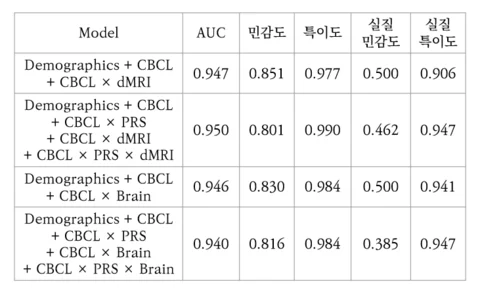 Model AUC 민감도 특이도 실질 민감도 실질 특이도
Demographics + CBCL
+ CBCL × dMRI
0.947 0.851 0.977 0.500 0.906
Demographics + CBCL
+ CBCL × PRS
+ CBCL × dMRI
+ CBCL × PRS × dMRI
0.950 0.801 0.990 0.462 0.947
Demographics + CBCL
+ CBCL × Brain
0.946 0.830 0.984 0.500 0.941
Demographics + CBCL
+ CBCL × PRS
+ CBCL × Brain
+ CBCL × PRS × Brain
0.940 0.816 0.984 0.385 0.947